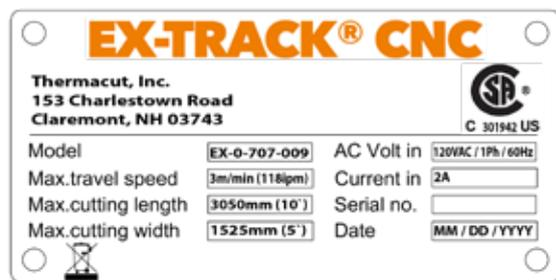 EX-TRACK® CNC
Thermacut, Inc.
153 Charlestown Road
Claremont, NH 03743
SA ®
C 301942 US
Model EX-0-707-009 AC Volt in 120VAC / 1Ph / 60Hz
Max.travel speed 3m/min (118ipm) Current in 2A
Max.cutting length 3050mm (10`) Serial no.
Max.cutting width 1525mm (5`) Date MM / DD / YYYY